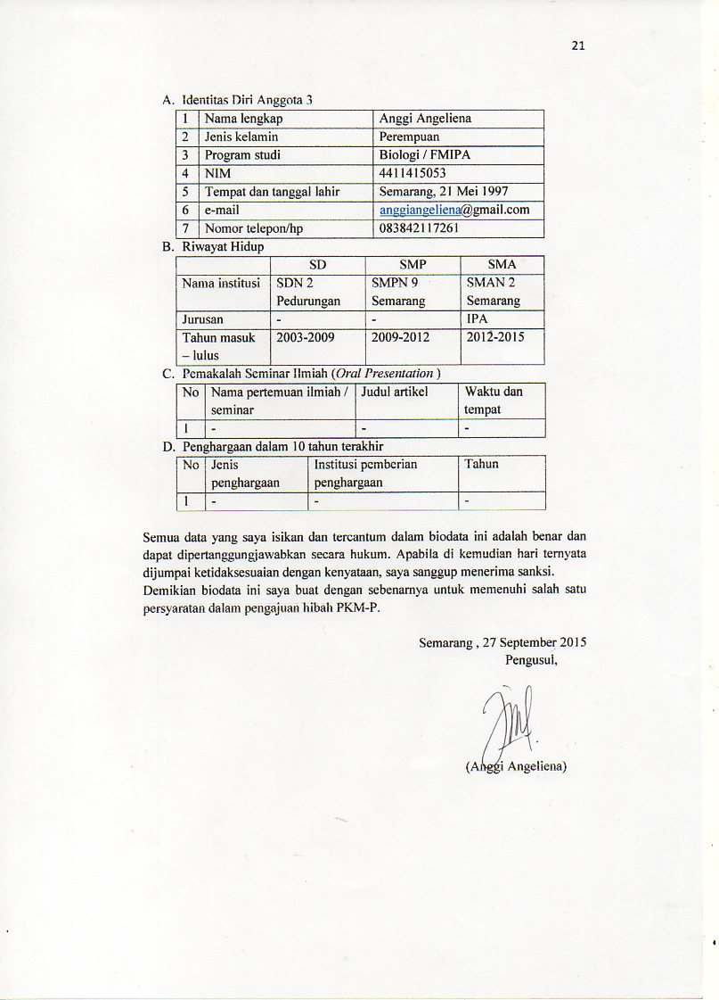 21
A. Identitas Diri Anggota 3
1 Nama lengkap Anggi Angeliena
2 Jenis kelamin Perempuan
3 Program studi Biologi / FMIPA
4 NIM 4411415053
5 Tempat dan tanggal lahir Semarang, 21 Mei 1997
6 e-mail anggiangeliena@gmail.com
7 Nomor telepon/hp 083842117261
B. Riwayat Hidup
SD SMP SMA
Nama institusi SDN 2 SMPN 9 SMAN 2
Pedurungan Semarang Semarang
Jurusan - - IPA
Tahun masuk 2003-2009 2009-2012 2012-2015
– lulus
C. Pemakalah Seminar Ilmiah (Oral Presentation )
No Nama pertemuan ilmiah / Judul artikel Waktu dan
seminar tempat
1 - - -
D. Penghargaan dalam 10 tahun terakhir
No Jenis Institusi pemberian Tahun
penghargaan penghargaan
1 - - -
Semua data yang saya isikan dan tercantum dalam biodata ini adalah benar dan
dapat dipertanggungjawabkan secara hukum. Apabila di kemudian hari ternyata
dijumpai ketidaksesuaian dengan kenyataan, saya sanggup menerima sanksi.
Demikian biodata ini saya buat dengan sebenarnya untuk memenuhi salah satu
persyaratan dalam pengajuan hibah PKM-P.
Semarang , 27 September 2015
Pengusul,
(Anggi Angeliena)